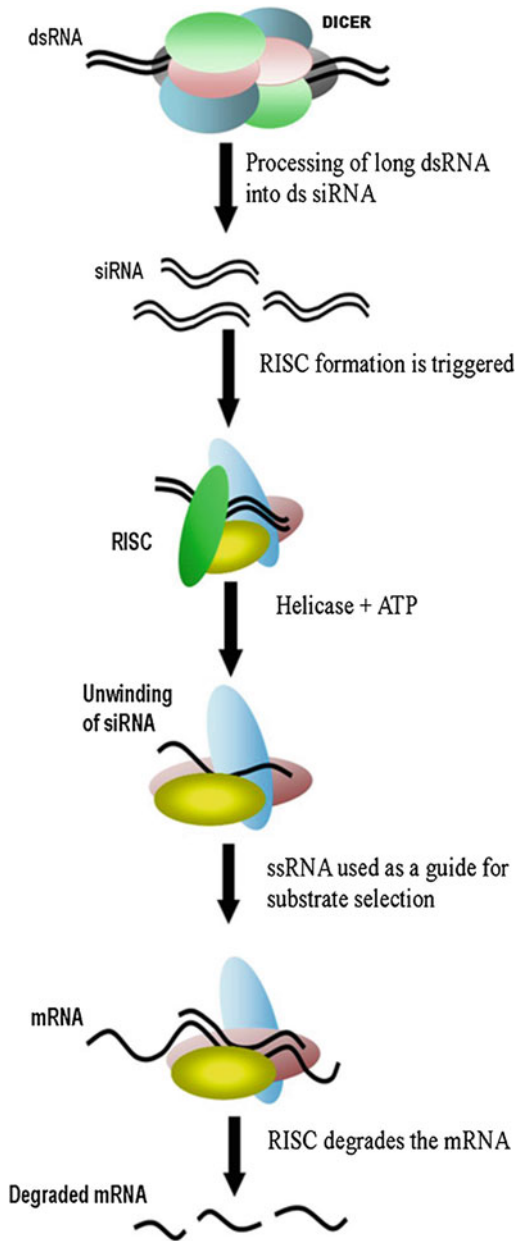 DICER
dsRNA
Processing of long dsRNA
into ds siRNA
siRNA
RISC formation is triggered
RISC
Helicase + ATP
Unwinding
of siRNA
ssRNA used as a guide for
substrate selection
mRNA
RISC degrades the mRNA
Degraded mRNA